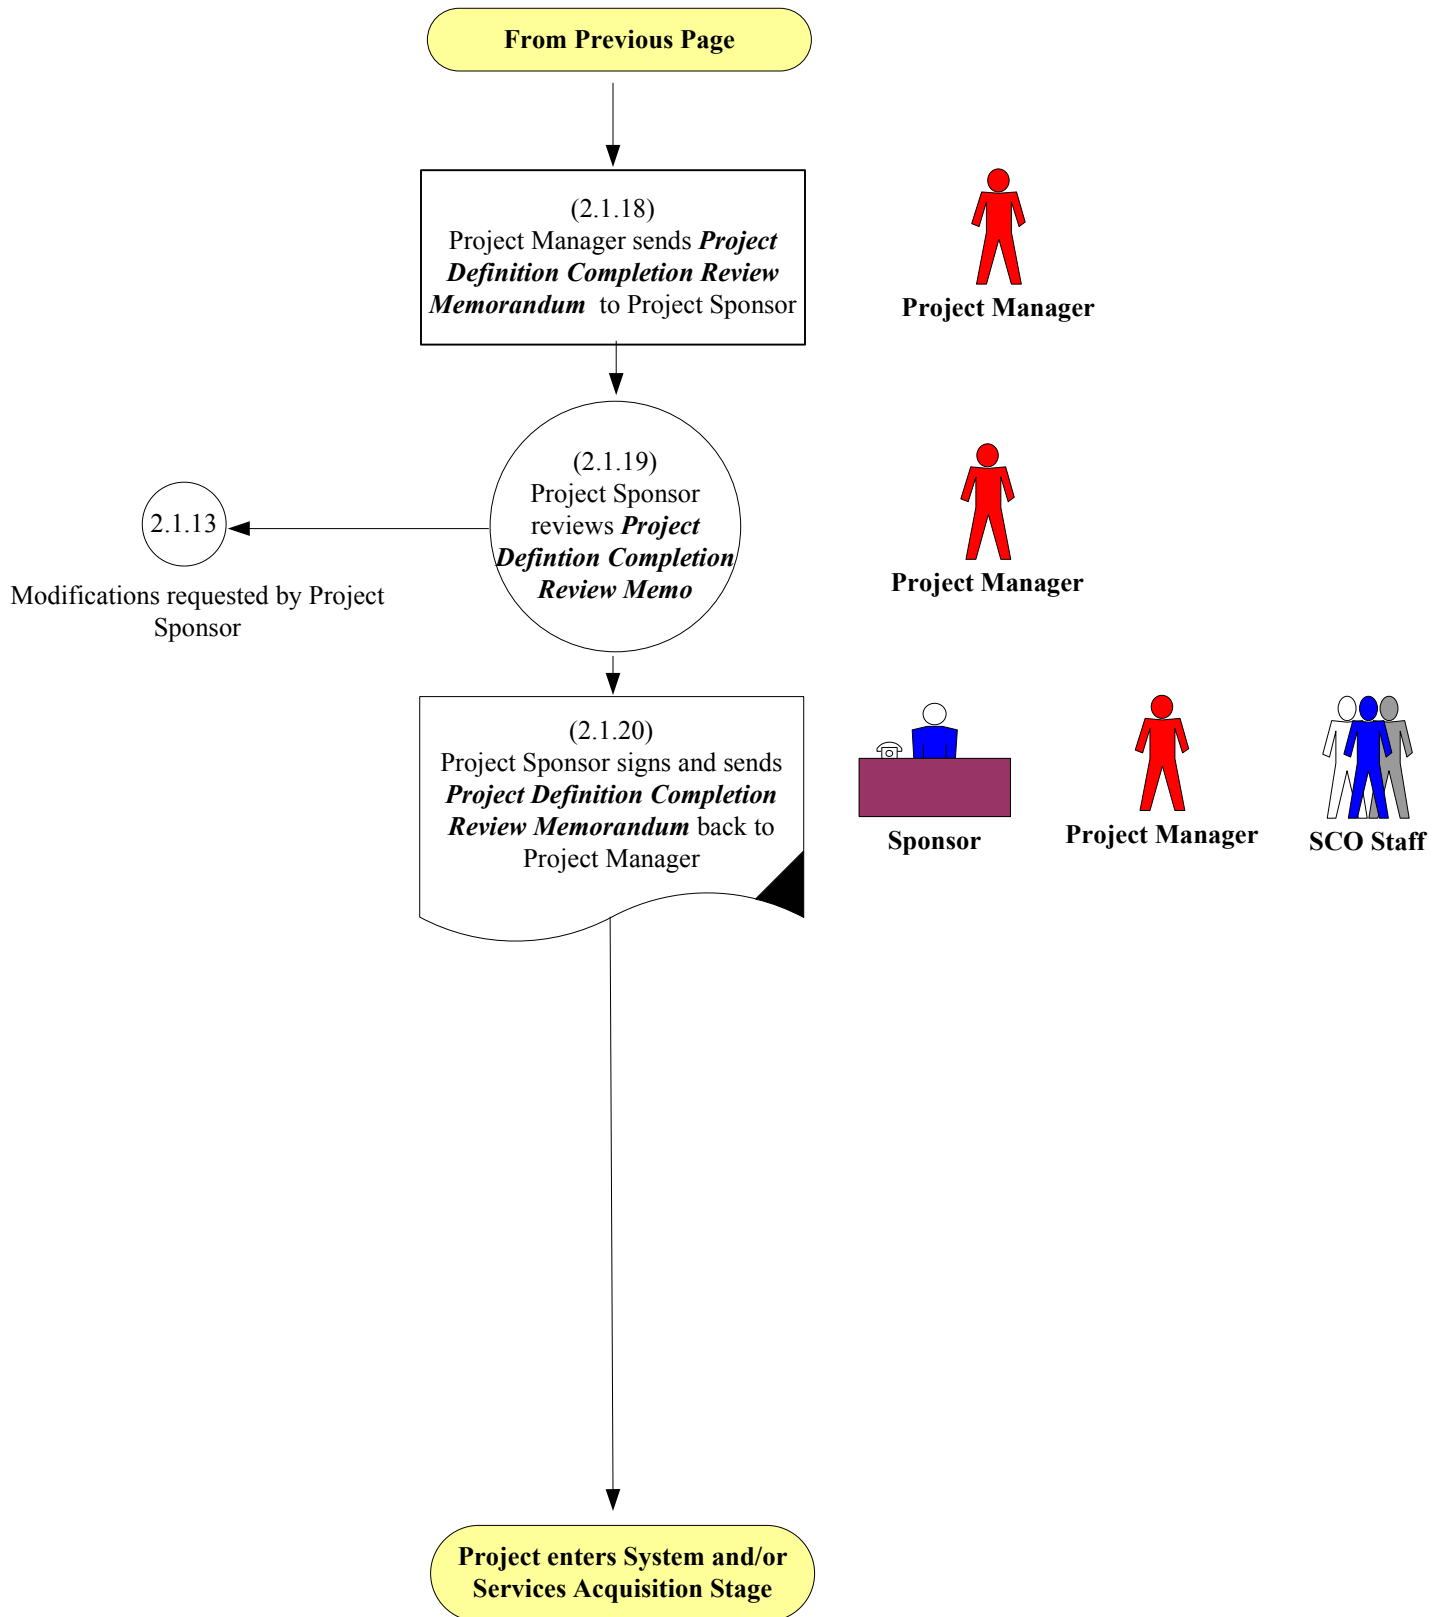 From Previous Page
(2.1.18)
Project Manager sends Project
Definition Completion Review
Memorandum to Project Sponsor
Project Manager
(2.1.19)
Project Sponsor
reviews Project
Defintion Completion
Review Memo
2.1.13
Modifications requested by Project
Sponsor
Project Manager
(2.1.20)
Project Sponsor signs and sends
Project Definition Completion
Review Memorandum back to
Project Manager
Sponsor
Project Manager
SCO Staff
Project enters System and/or
Services Acquisition Stage